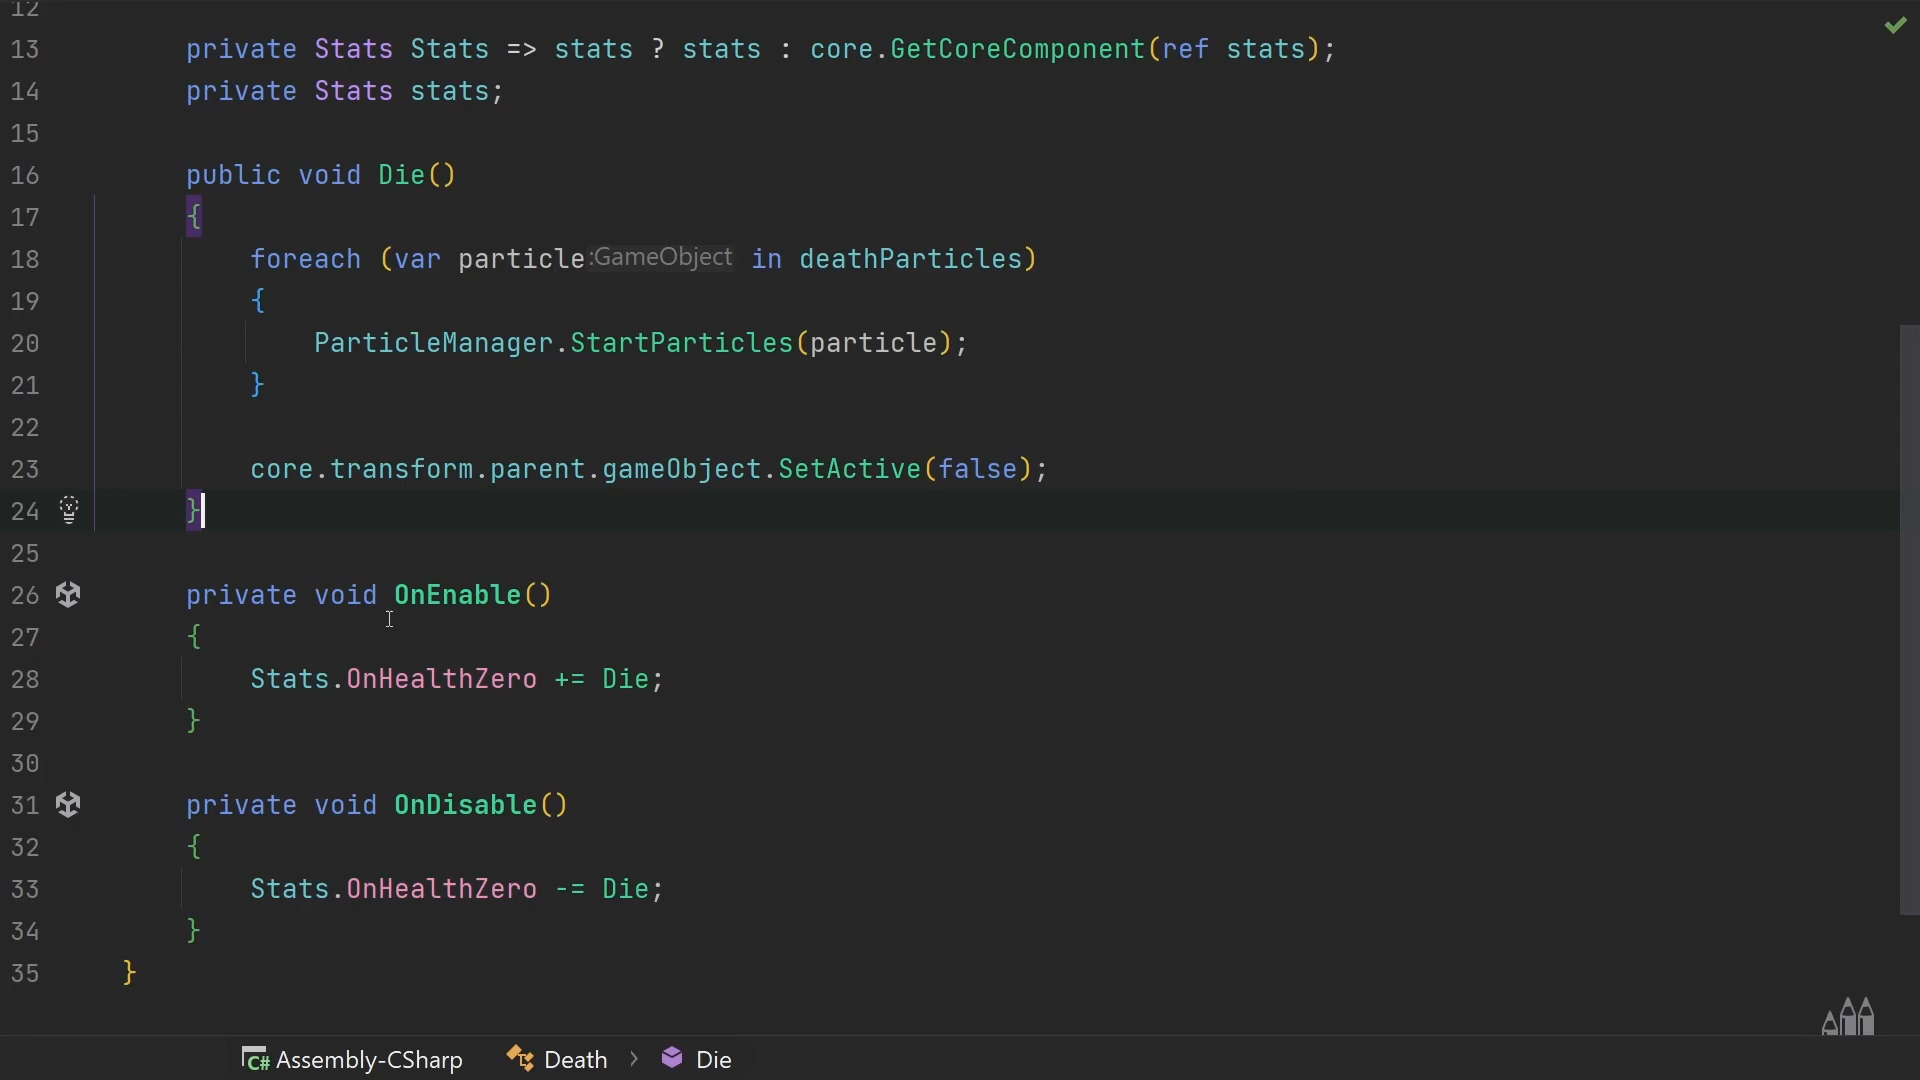 12
13 private Stats Stats => stats ? stats : core.GetCoreComponent(ref stats);
14 private Stats stats;
15
16 public void Die()
17 {
18 foreach (var particle :GameObject in deathParticles)
19 {
20 ParticleManager.StartParticles(particle);
21 }
22
23 core.transform.parent.gameObject.SetActive(false);
24 }
25
26 private void OnEnable()
27 {
28 Stats.OnHealthZero += Die;
29 }
30
31 private void OnDisable()
32 {
33 Stats.OnHealthZero -= Die;
34 }
35 }
C# Assembly-CSharp Death > Die